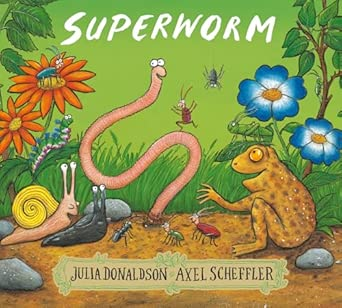 SUPERWORM
JULIA DONALDSON AXEL SCHEFFLER